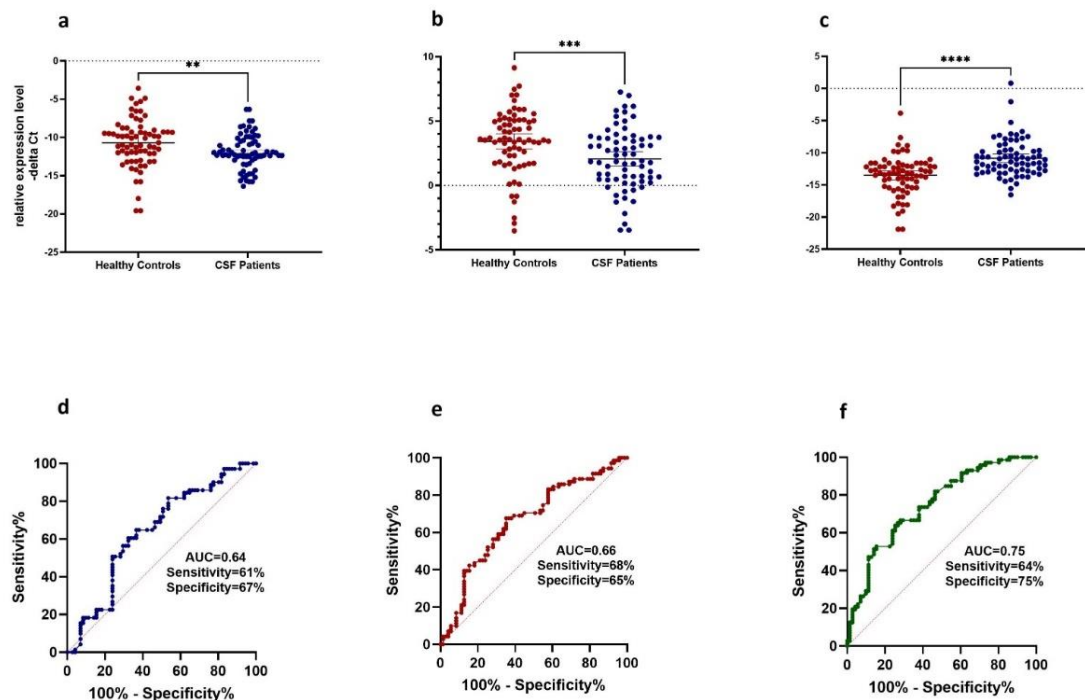 a
b
c
relative expression level
-delta Ct
**
0
-5
-10
-15
-20
-25
Healthy Controls
CSF Patients
***
10
5
0
5
Healthy Controls
CSF Patients
****
5
0
-5
-10
-15
-20
-25
Healthy Controls
CSF Patients
d
e
f
Sensitivity%
100
80
60
40
20
0
AUC=0.64
Sensitivity=61%
Specificity=67%
0 20 40 60 80 100
100% - Specificity%
Sensitivity%
100
80
60
40
20
0
AUC=0.66
Sensitivity=68%
Specificity=65%
0 20 40 60 80 100
100% - Specificity%
Sensitivity%
100
80
60
40
20
0
AUC=0.75
Sensitivity=64%
Specificity=75%
0 20 40 60 80 100
100% - Specificity%